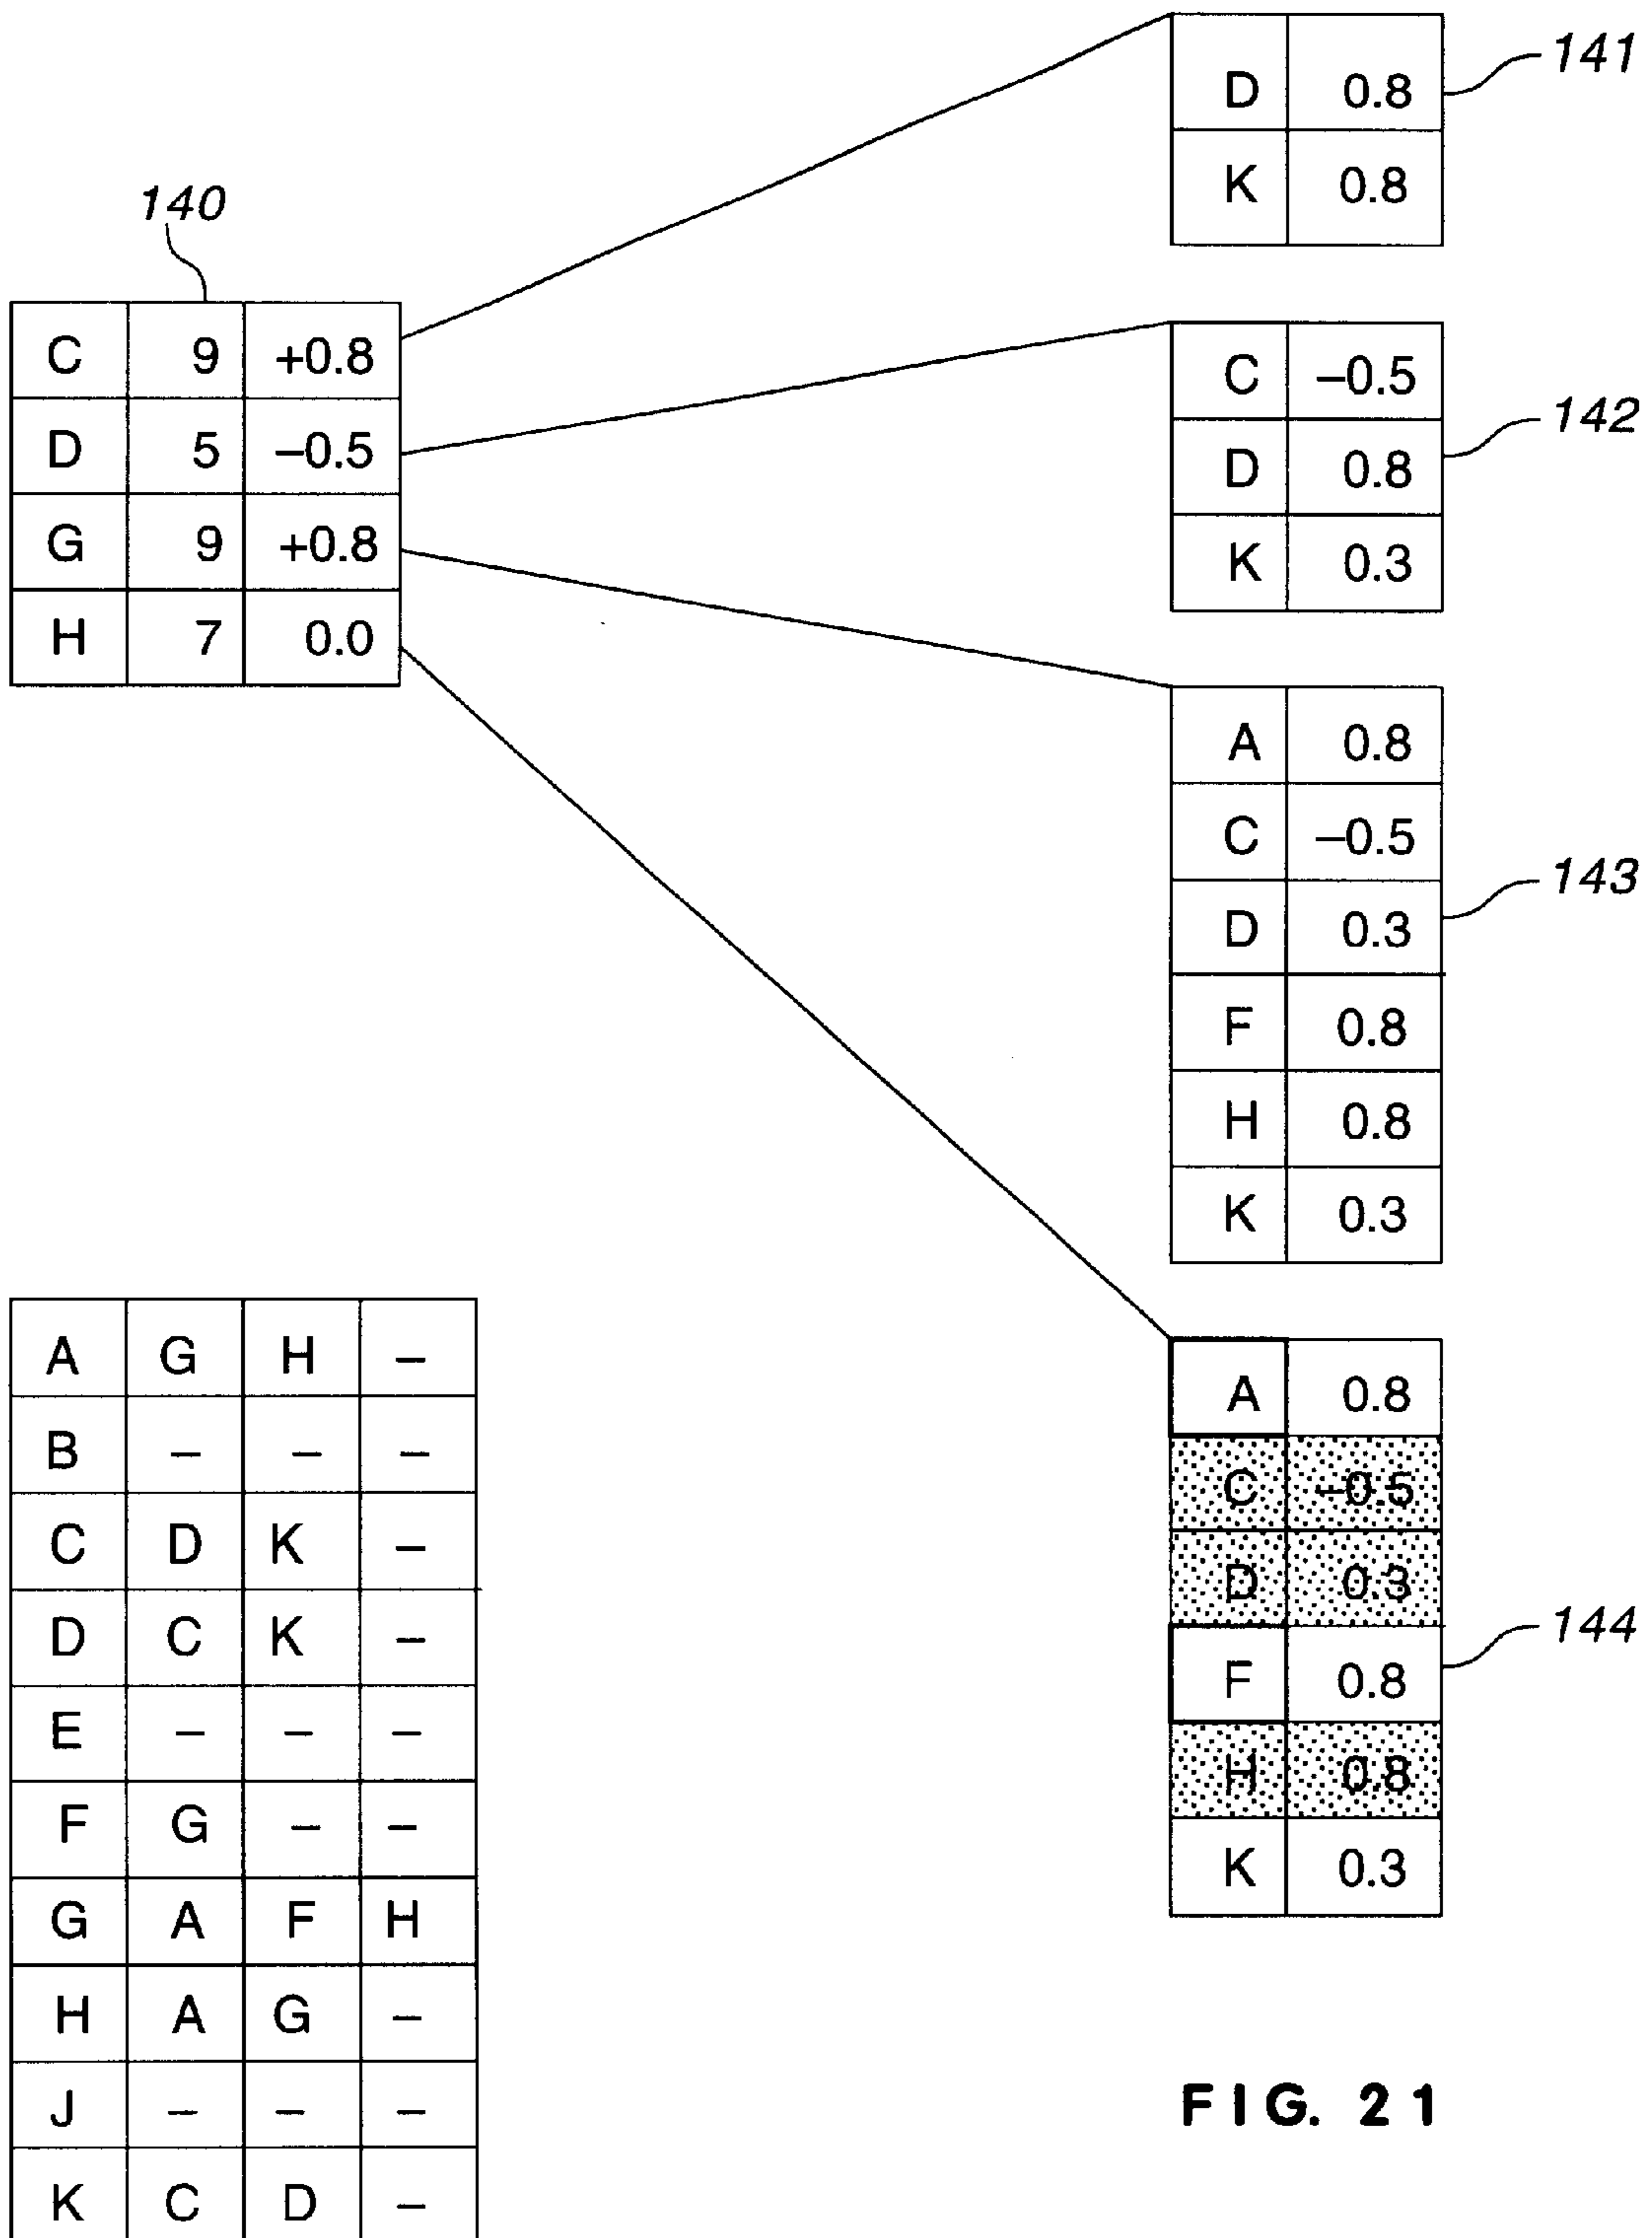 140
C 9 +0.8
D 5 –0.5
G 9 +0.8
H 7 0.0
D 0.8
K 0.8
141
C –0.5
D 0.8
K 0.3
142
A 0.8
C –0.5
D 0.3
F 0.8
H 0.8
K 0.3
143
A 0.8
C –0.5
D 0.3
F 0.8
H 0.8
K 0.3
144
A G H –
B – – –
C D K –
D C K –
E – – –
F G – –
G A F H
H A G –
J – – –
K C D –
FIG. 21